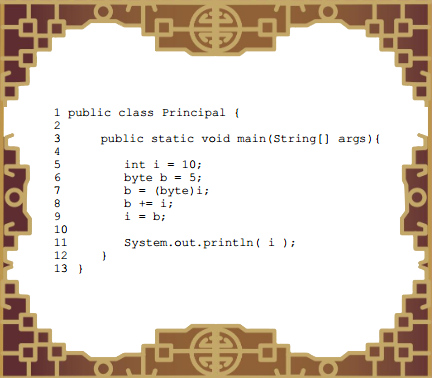 1 public class Principal {
2
3     public static void main(String[] args){
4
5        int i = 10;
6        byte b = 5;
7        b = (byte)i;
8        b += i;
9        i = b;
10
11       System.out.println( i );
12    }
13 }